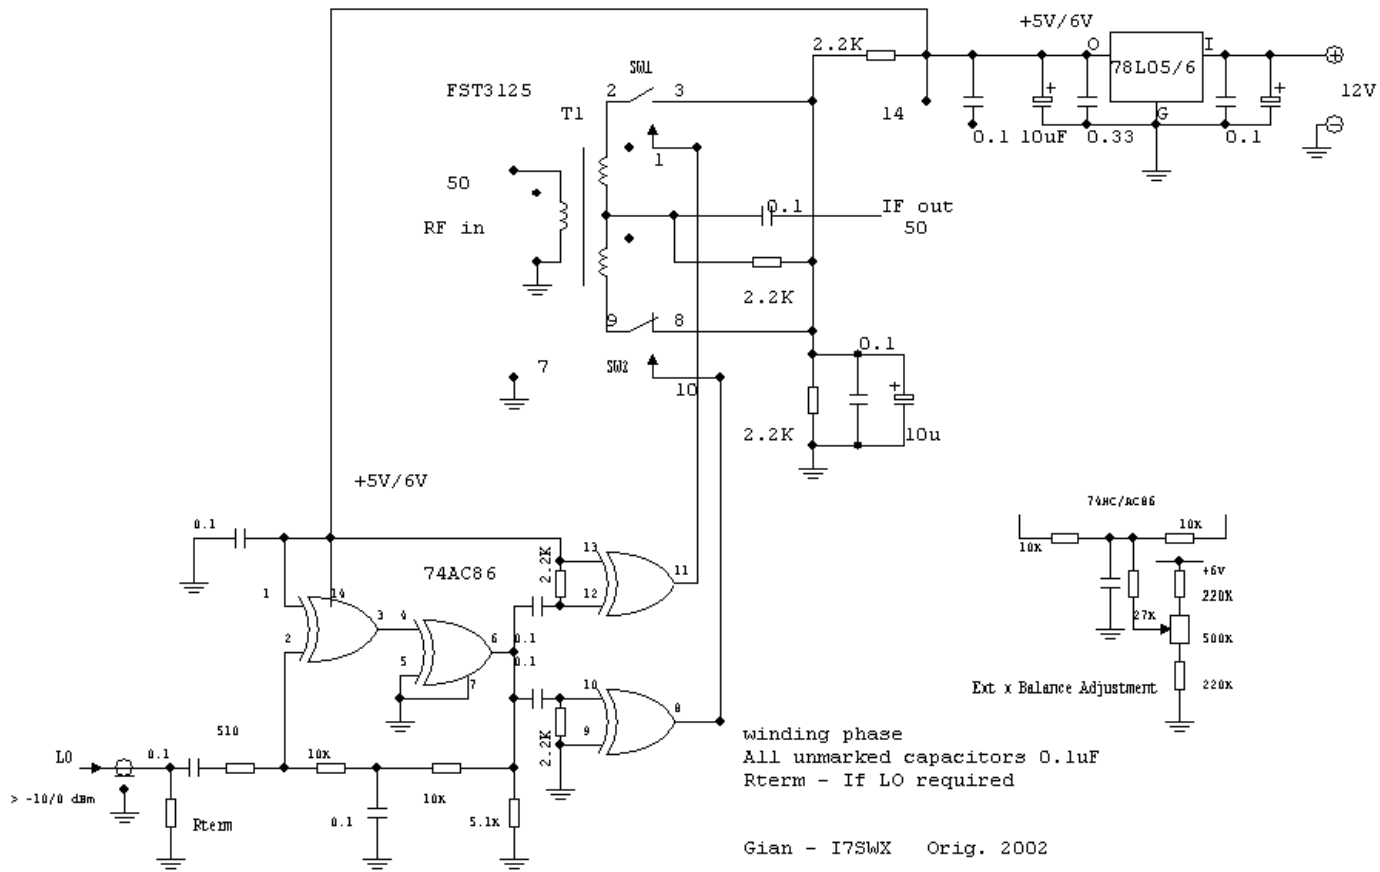 +5V/6V
2.2K
O
I
78L05/6
12V
SW1
FST3125
2
3
T1
14
+
+
G
0.1
10uF
0.33
0.1
1
50
0.1
IF out
50
RF in
2.2K
9
8
0.1
7
SW2
10
+
2.2K
10u
+5V/6V
74HC/AC86
0.1
10K
10K
2.2K
13
74AC86
11
+6V
1
14
12
220K
3
4
27K
2
6
0.1
500K
5
0.1
7
10
Ext x Balance Adjustment
220K
8
510
9
2.2K
winding phase
LO
0.1
10K
All unmarked capacitors 0.1uF
Rterm - If LO required
> -10/0 dBm
10K
Rterm
0.1
5.1K
Gian - I7SWX Orig. 2002